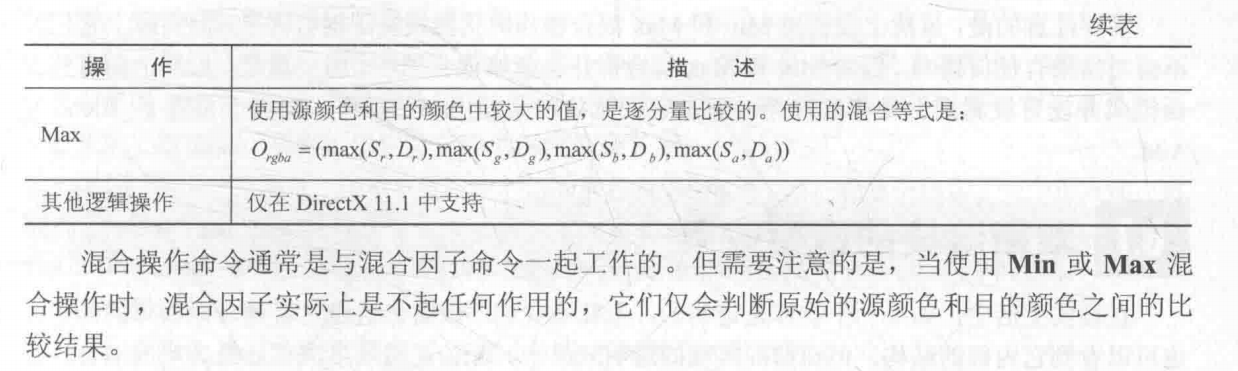 续表
操 作 描 述
Max 使用源颜色和目的颜色中较大的值，是逐分量比较的。使用的混合等式是：
O_rgba = (max(S_r, D_r), max(S_g, D_g), max(S_b, D_b), max(S_a, D_a))
其他逻辑操作 仅在 DirectX 11.1 中支持
混合操作命令通常是与混合因子命令一起工作的。但需要注意的是，当使用 Min 或 Max 混
合操作时，混合因子实际上是不起任何作用的，它们仅会判断原始的源颜色和目的颜色之间的比
较结果。